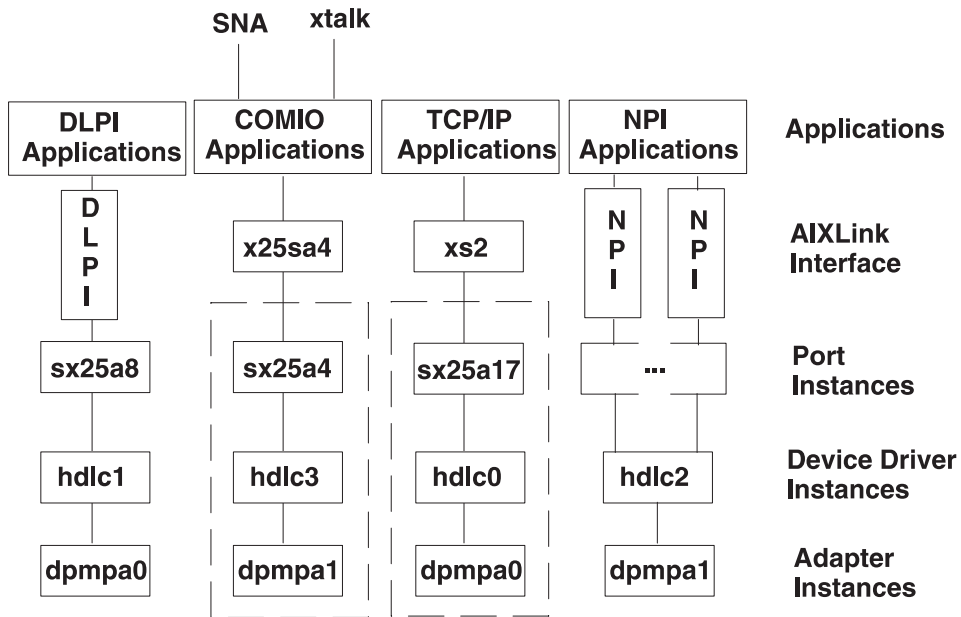 SNA xtalk
DLPI
Applications
COMIO
Applications
TCP/IP
Applications
NPI
Applications
Applications
D
L
P
I
x25sa4
xs2
N
P
I
N
P
I
AIXLink
Interface
sx25a8
sx25a4
sx25a17
...
Port
Instances
hdlc1
hdlc3
hdlc0
hdlc2
Device Driver
Instances
dpmpa0
dpmpa1
dpmpa0
dpmpa1
Adapter
Instances